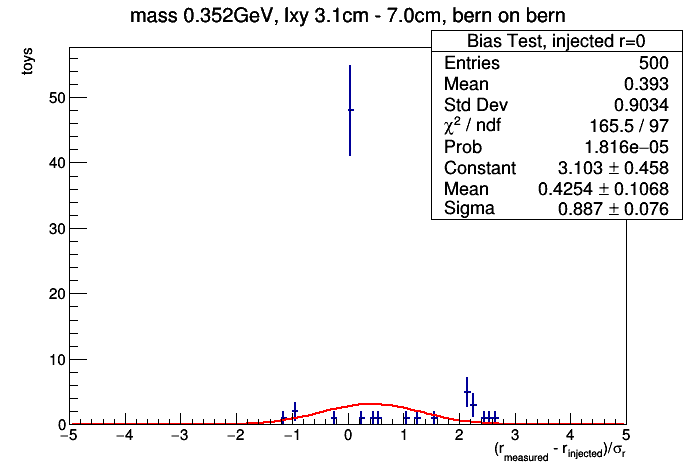 mass 0.352GeV, lxy 3.1cm - 7.0cm, bern on bern
toys
Bias Test, injected r=0
Entries 500
Mean 0.393
Std Dev 0.9034
χ² / ndf 165.5 / 97
Prob 1.816e−05
Constant 3.103 ± 0.458
Mean 0.4254 ± 0.1068
Sigma 0.887 ± 0.076
50
40
30
20
10
0
−5 −4 −3 −2 −1 0 1 2 3 4 5
(r_measured - r_injected)/σ_r